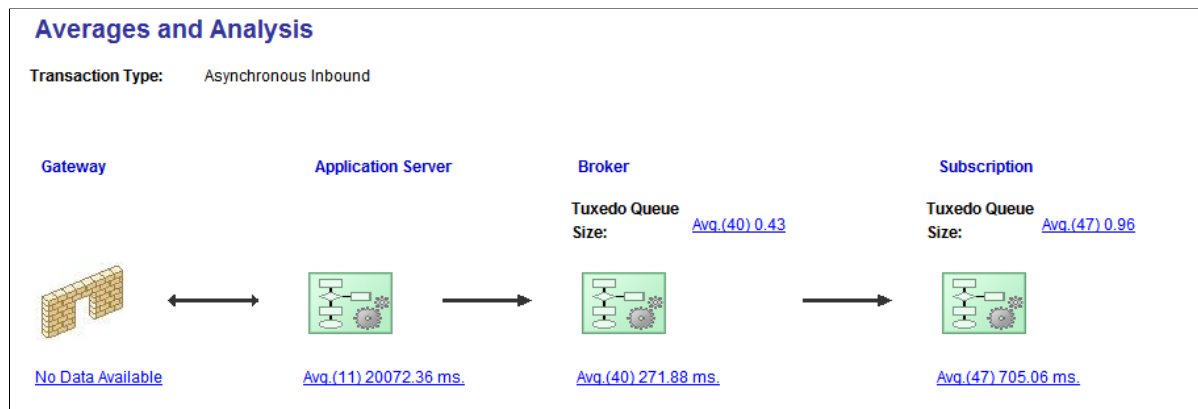 Averages and Analysis
Transaction Type: Asynchronous Inbound
Gateway Application Server Broker Subscription
Tuedo Queue Size: Avg.(40) 0.43
Tuxedo Queue Size: Avg.(47) 0.96
No Data Available Avg.(11) 20072.36 ms. Avg.(40) 271.88 ms. Avg.(47) 705.06 ms.